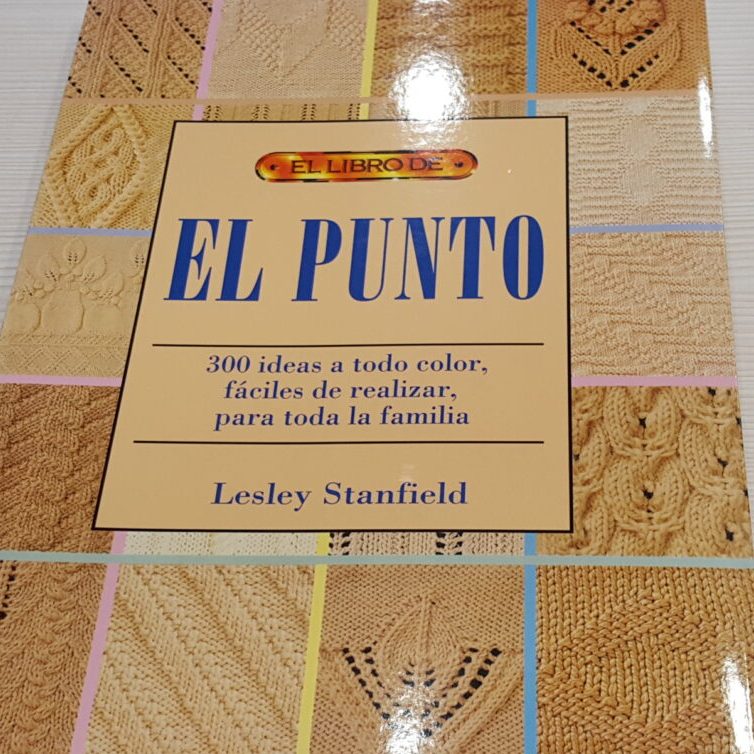 EL LIBRO DE
EL PUNTO
300 ideas a todo color,
fáciles de realizar,
para toda la familia
Lesley Stanfield